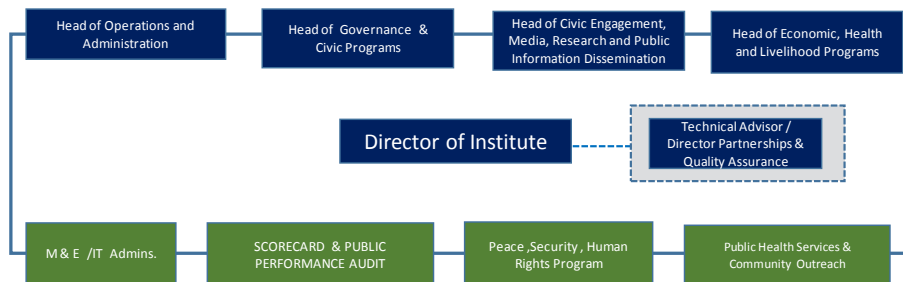 Head of Operations and
Administration
Head of Governance &
Civic Programs
Head of Civic Engagement,
Media, Research and Public
Information Dissemination
Head of Economic, Health
and Livelihood Programs
Director of Institute
Technical Advisor /
Director Partnerships &
Quality Assurance
M & E /IT Admins.
SCORECARD & PUBLIC
PERFORMANCE AUDIT
Peace ,Security , Human
Rights Program
Public Health Services &
Community Outreach